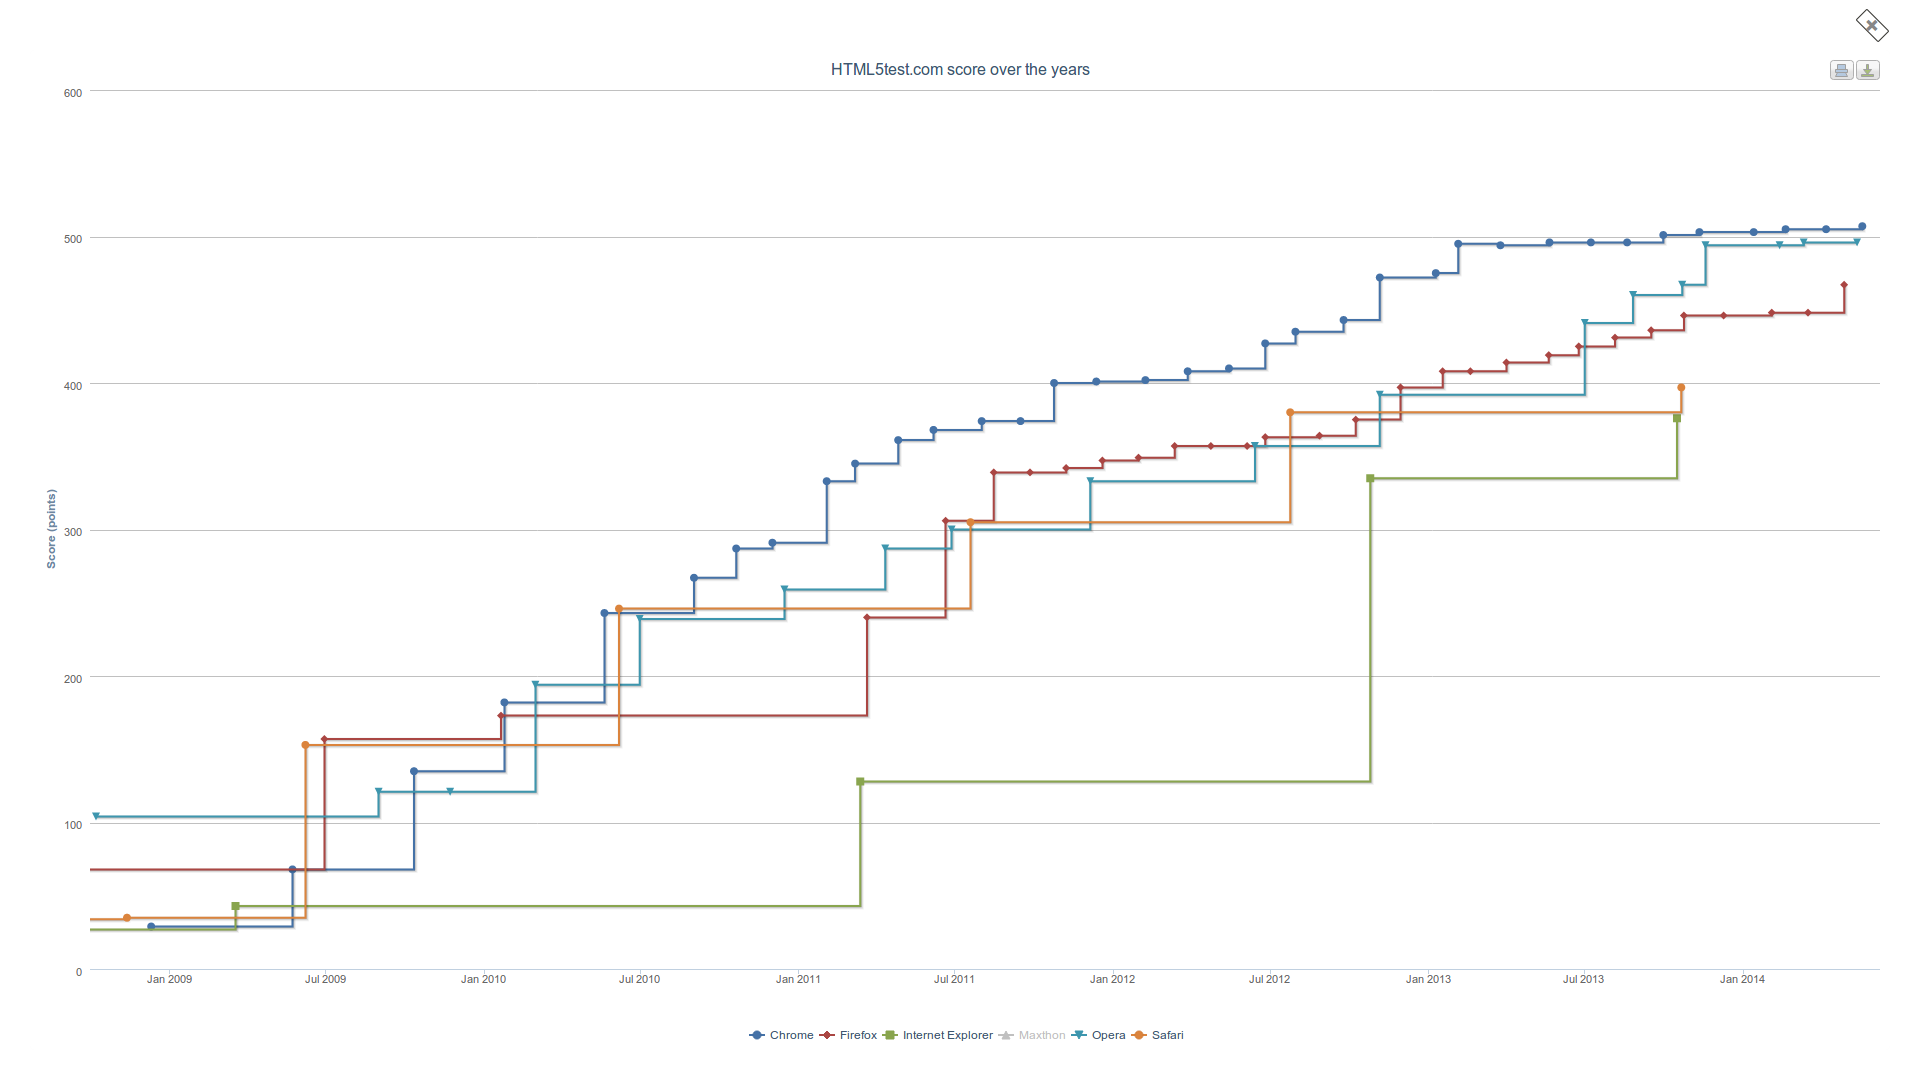 HTML5test.com score over the years
600
500
400
300
200
100
0
Score (points)
Jan 2009 Jul 2009 Jan 2010 Jul 2010 Jan 2011 Jul 2011 Jan 2012 Jul 2012 Jan 2013 Jul 2013 Jan 2014
Chrome Firefox Internet Explorer Maxthon Opera Safari